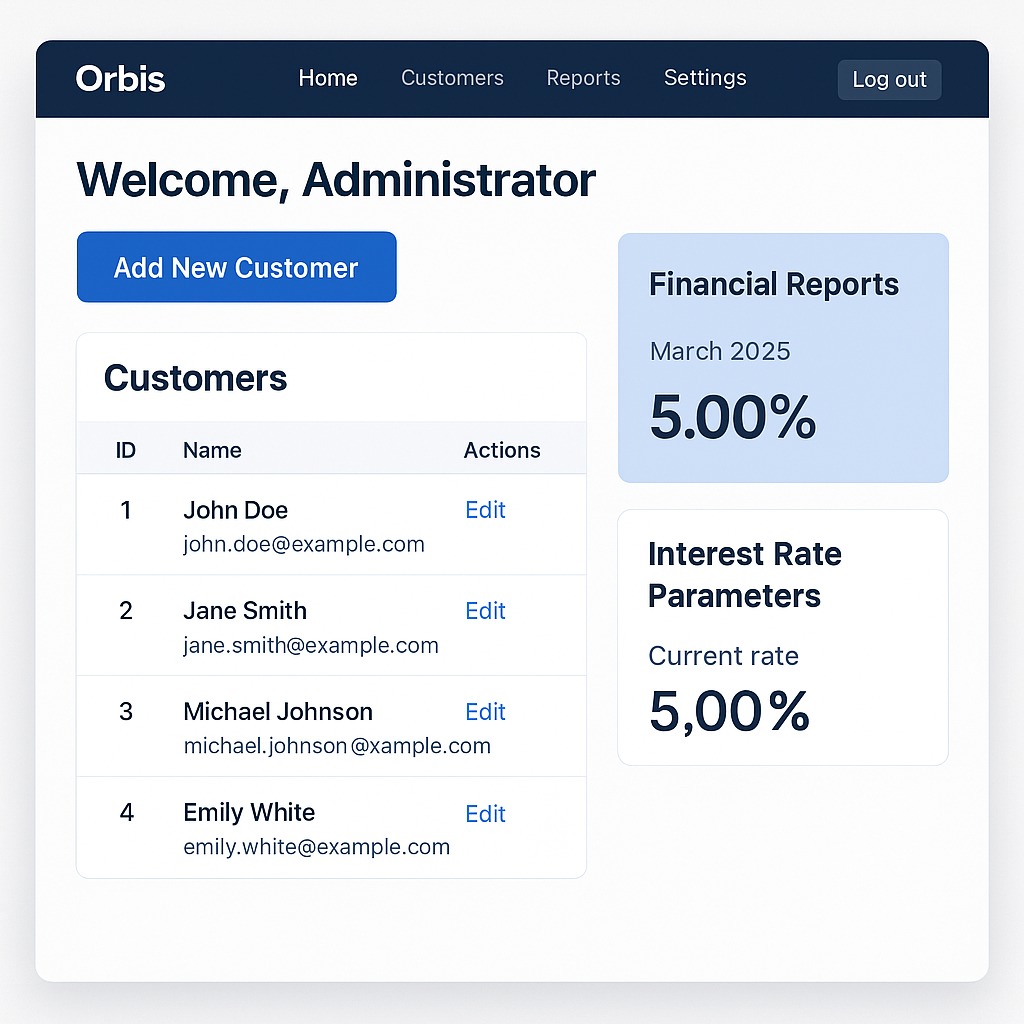 Orbis
Home Customers Reports Settings
Log out
Welcome, Administrator
Add New Customer
Customers
ID Name Actions
1 John Doe Edit
john.doe@example.com
2 Jane Smith Edit
jane.smith@example.com
3 Michael Johnson Edit
michael.johnson@xample.com
4 Emily White Edit
emily.white@example.com
Financial Reports
March 2025
5.00%
Interest Rate
Parameters
Current rate
5,00%